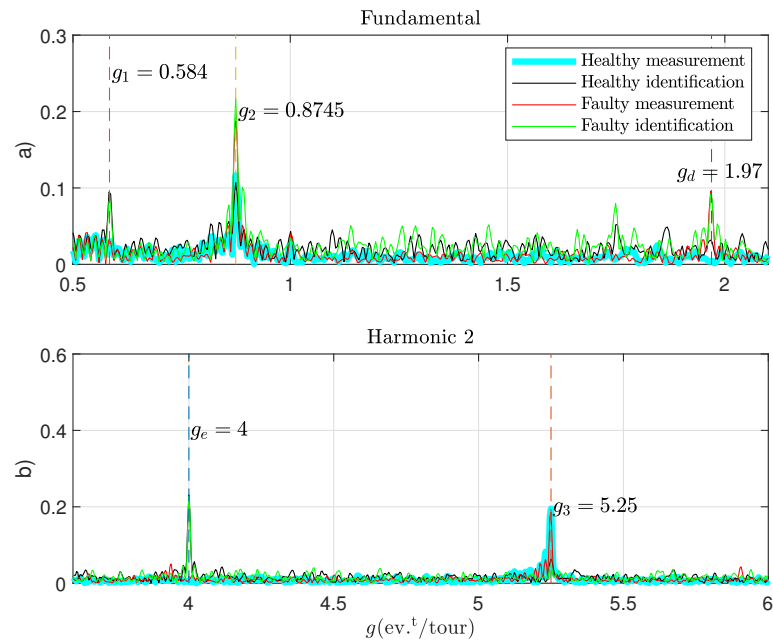 Fundamental
0.3
0.2
0.1
0
a)
g₁ = 0.584
g₂ = 0.8745
g_d = 1.97
Healthy measurement
Healthy identification
Faulty measurement
Faulty identification
0.5
1
1.5
2
Harmonic 2
0.6
0.4
0.2
0
b)
g_e = 4
g₃ = 5.25
4
4.5
5
5.5
6
g(ev.ᵗ/tour)